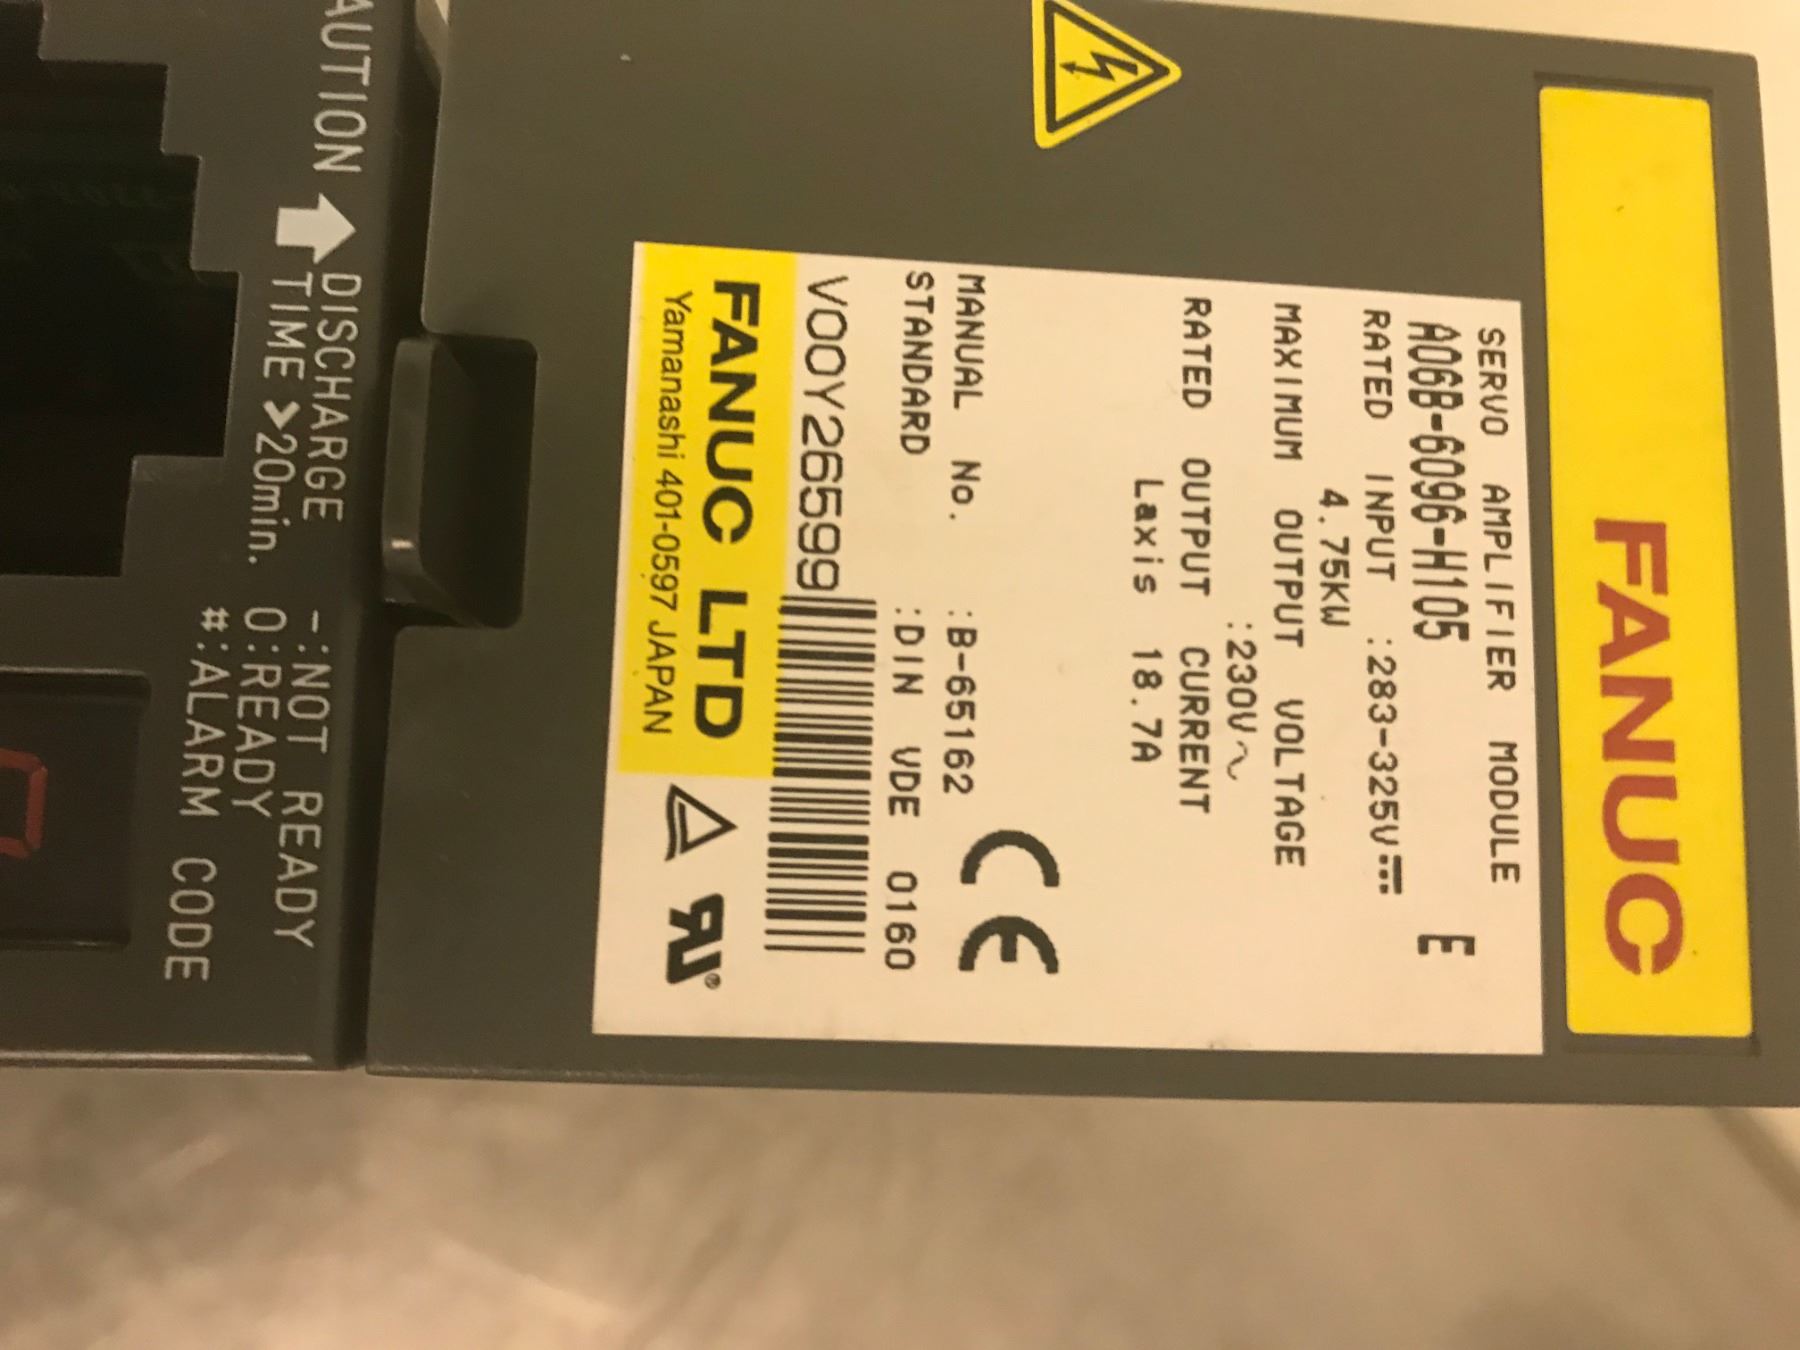 FANUC
SERVO AMPLIFIER MODULE
A06B-6096-H105 E
RATED INPUT :283-325V⎓
4.75KW
MAXIMUM OUTPUT VOLTAGE
:230V~
RATED OUTPUT CURRENT
Laxis 18.7A
CE
MANUAL No. :B-65162
STANDARD :DIN VDE 0160
V00Y26599
FANUC LTD
Yamanashi 401-0597 JAPAN
AUTION DISCHARGE
TIME >20min.
-:NOT READY
0:READY
#:ALARM CODE